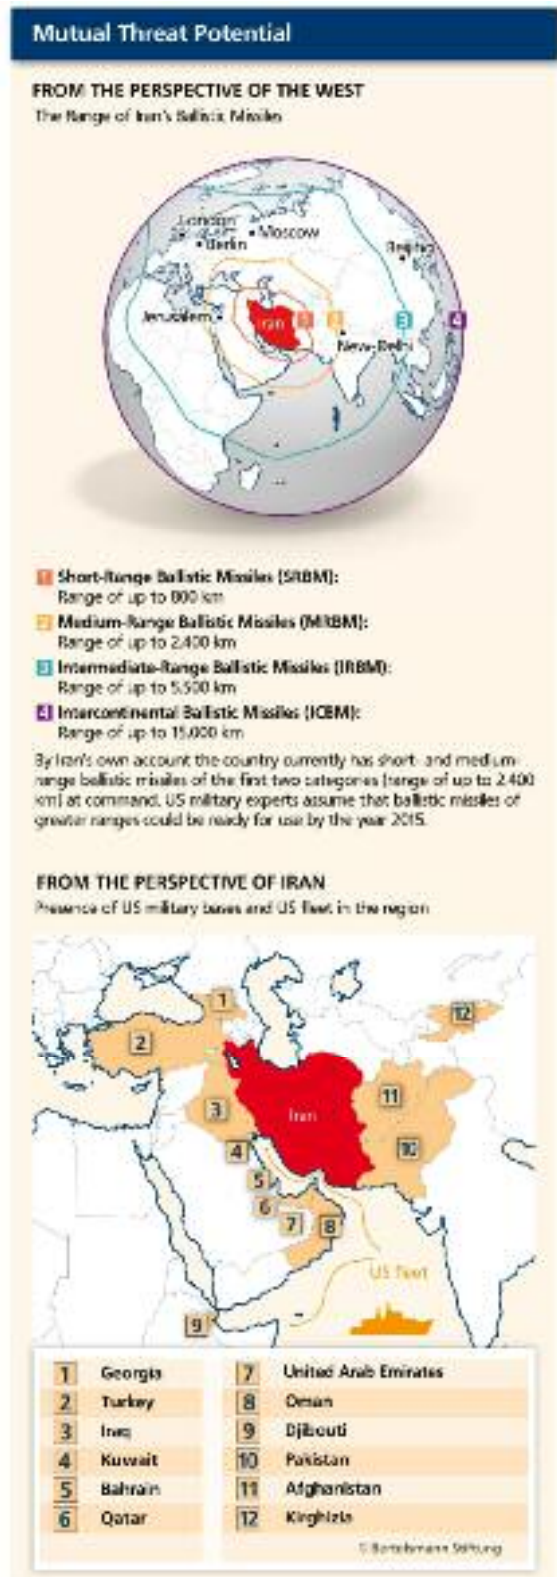 Mutual Threat Potential
FROM THE PERSPECTIVE OF THE WEST
The Range of Iran's Ballistic Missiles
London
Berlin
Moscow
Beijing
Jerusalem
Iran
1
2
3
4
New-Delhi
1 Short-Range Ballistic Missiles (SRBM):
Range of up to 800 km
2 Medium-Range Ballistic Missiles (MRBM):
Range of up to 2.400 km
3 Intermediate-Range Ballistic Missiles (IRBM):
Range of up to 5.500 km
4 Intercontinental Ballistic Missiles (ICBM):
Range of up to 15.000 km
By Iran's own account the country currently has short- and medium-
range ballistic missiles of the first two categories (range of up to 2.400
km) at command. US military experts assume that ballistic missiles of
greater ranges could be ready for use by the year 2015.
FROM THE PERSPECTIVE OF IRAN
Presence of US military bases and US fleet in the region
1
12
2
3
Iran
11
4
10
5
6
7
8
US fleet
9
1 Georgia
2 Turkey
3 Iraq
4 Kuwait
5 Bahrain
6 Qatar
7 United Arab Emirates
8 Oman
9 Djibouti
10 Pakistan
11 Afghanistan
12 Kirghizia
© Bertelsmann Stiftung